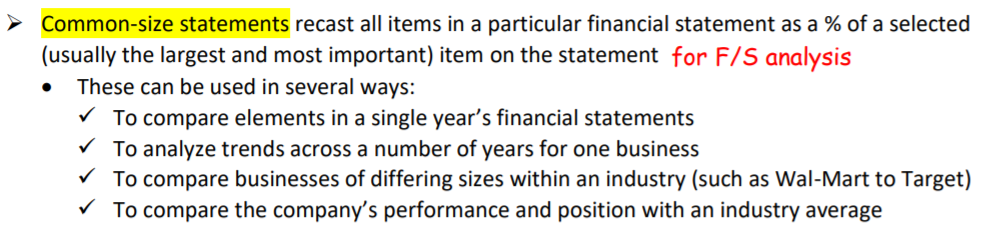 ➢ Common-size statements recast all items in a particular financial statement as a % of a selected
(usually the largest and most important) item on the statement for F/S analysis
• These can be used in several ways:
✓ To compare elements in a single year’s financial statements
✓ To analyze trends across a number of years for one business
✓ To compare businesses of differing sizes within an industry (such as Wal-Mart to Target)
✓ To compare the company’s performance and position with an industry average